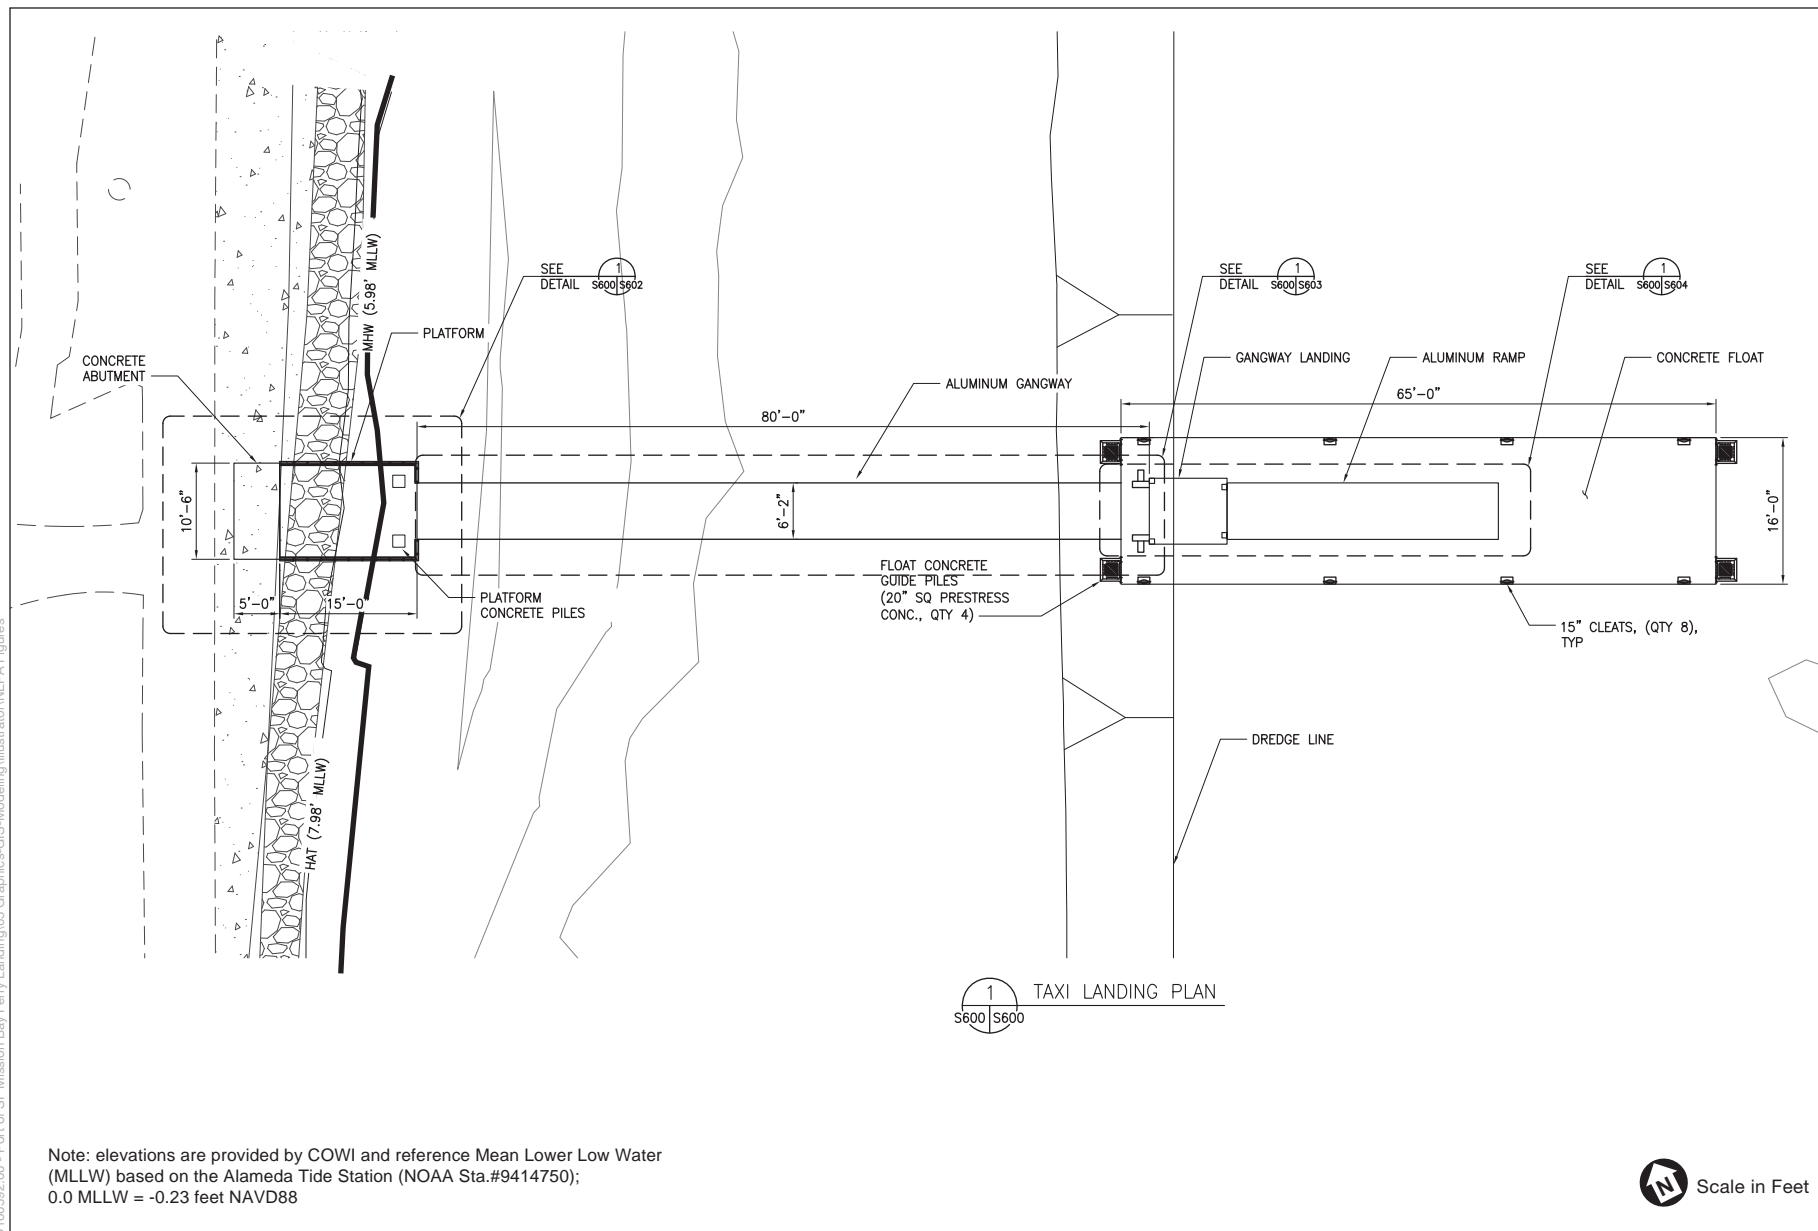 MHW (5.98' MLLW)
SEE
DETAIL
1
S600 S602
SEE
DETAIL
1
S600 S603
SEE
DETAIL
1
S600 S604
PLATFORM
CONCRETE
ABUTMENT
ALUMINUM GANGWAY
GANGWAY LANDING
ALUMINUM RAMP
CONCRETE FLOAT
80'-0"
65'-0"
10'-6"
6'-2"
16'-0"
5'-0"
15'-0"
PLATFORM
CONCRETE PILES
FLOAT CONCRETE
GUIDE PILES
(20" SQ PRESTRESS
CONC., QTY 4)
15" CLEATS, (QTY 8),
TYP
DREDGE LINE
HAT (7.98' MLLW)
1
S600 S600
TAXI LANDING PLAN
Note: elevations are provided by COWI and reference Mean Lower Low Water
(MLLW) based on the Alameda Tide Station (NOAA Sta.#9414750);
0.0 MLLW = -0.23 feet NAVD88
N
Scale in Feet